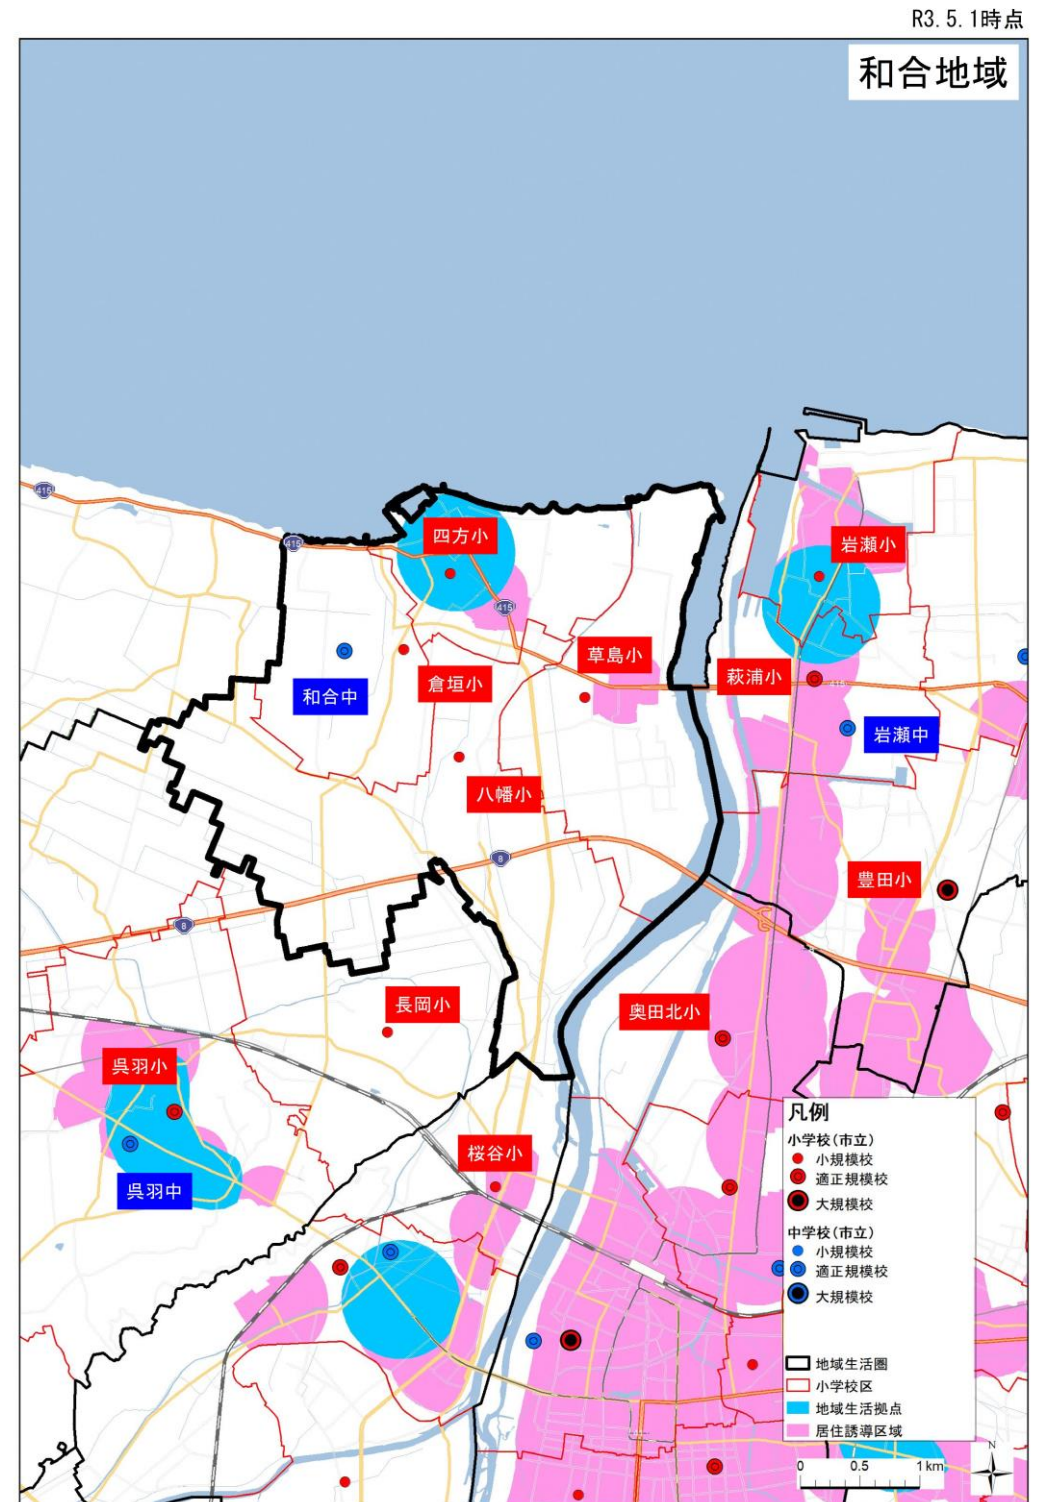 R3.5.1時点
和合地域
415
四方小
岩瀬小
415
415
草島小
萩浦小
415
倉垣小
和合中
岩瀬中
八幡小
8
豊田小
8
長岡小
奥田北小
呉羽小
桜谷小
呉羽中
凡例
小学校(市立)
小規模校
適正規模校
大規模校
中学校(市立)
小規模校
適正規模校
大規模校
地域生活圏
小学校区
地域生活拠点
居住誘導区域
N
0 0.5 1 km